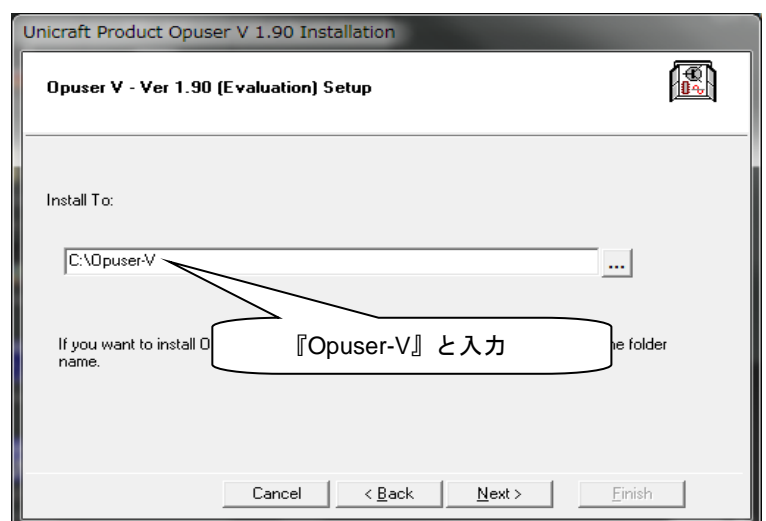 Unicraft Product Opuser V 1.90 Installation
Opuser V - Ver 1.90 (Evaluation) Setup
Install To:
C:\Opuser-V
...
『Opuser-V』と入力
If you want to install O
he folder
name.
Cancel
< Back
Next >
Finish